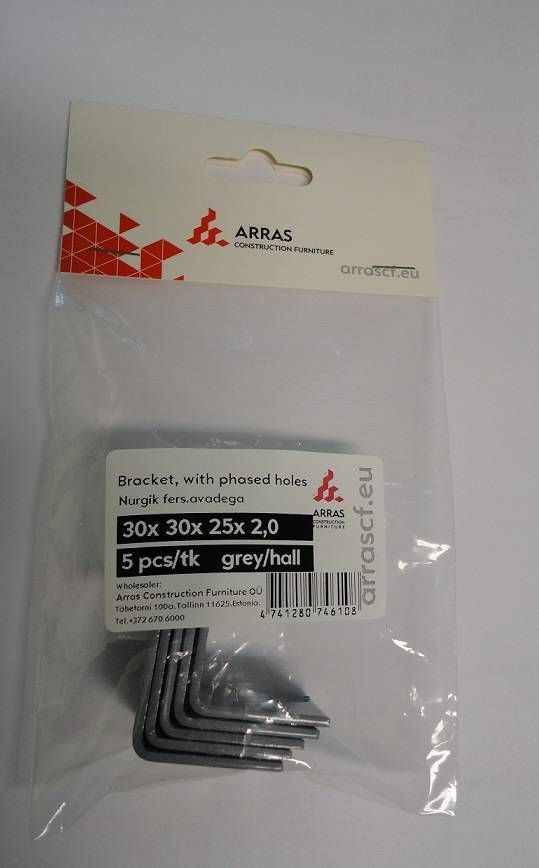 ARRAS
CONSTRUCTION FURNITURE
arrascf.eu
Bracket, with phased holes
Nurgik fers.avadega
30x 30x 25x 2,0
5 pcs/tk grey/hall
ARRAS
CONSTRUCTION
FURNITURE
arrascf.eu
Wholesaler:
Arras Construction Furniture OÜ
Tähetorni 100a.Tallinn 11625.Estonia.
Tel.+372 670 6000
4 741280 746108